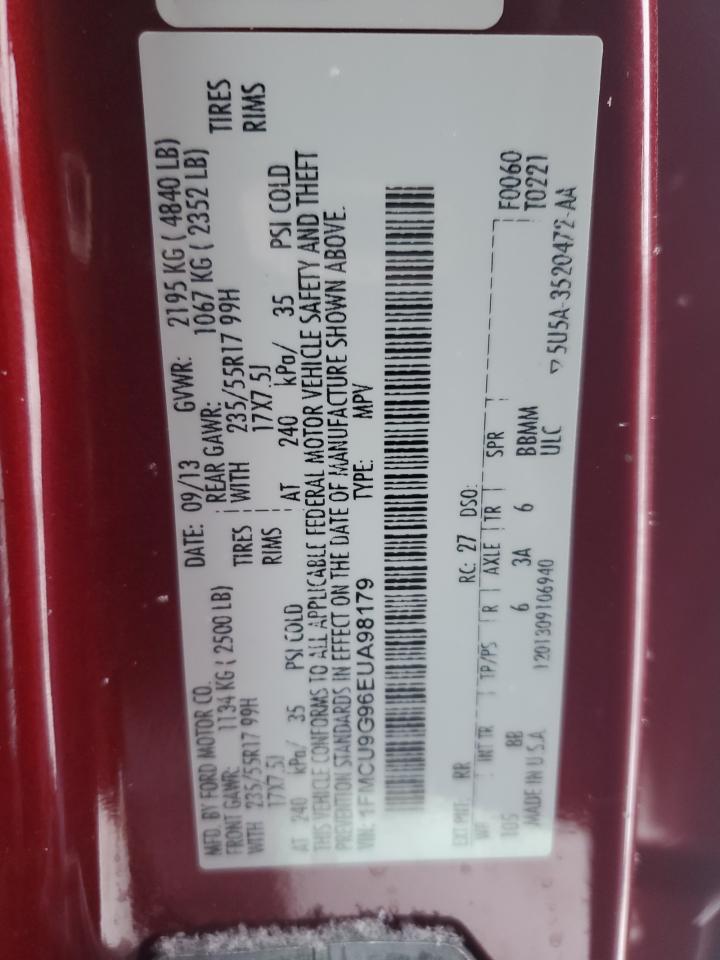 MFD. BY FORD MOTOR CO. DATE: 09/13 GVWR: 2195 KG ( 4840 LB)
FRONT GAWR: 1134 KG ( 2500 LB) REAR GAWR: 1067 KG ( 2352 LB)
WITH 235/55R17 99H TIRES WITH 235/55R17 99H TIRES
17X7.5J RIMS 17X7.5J RIMS
AT 240 kPa/ 35 PSI COLD AT 240 kPa/ 35 PSI COLD
THIS VEHICLE CONFORMS TO ALL APPLICABLE FEDERAL MOTOR VEHICLE SAFETY AND THEFT
PREVENTION STANDARDS IN EFFECT ON THE DATE OF MANUFACTURE SHOWN ABOVE.
VIN: 1FMCU9G96EUA98179 TYPE: MPV
EXT PNT: RR RC: 27 DSO: F0060
WB INT TR TP/PS R AXLE TR SPR T0221
105 8B 6 3A 6 BBMM
MADE IN U.S.A 1201309106940 ULC ▽ 5U5A-3520472-AA